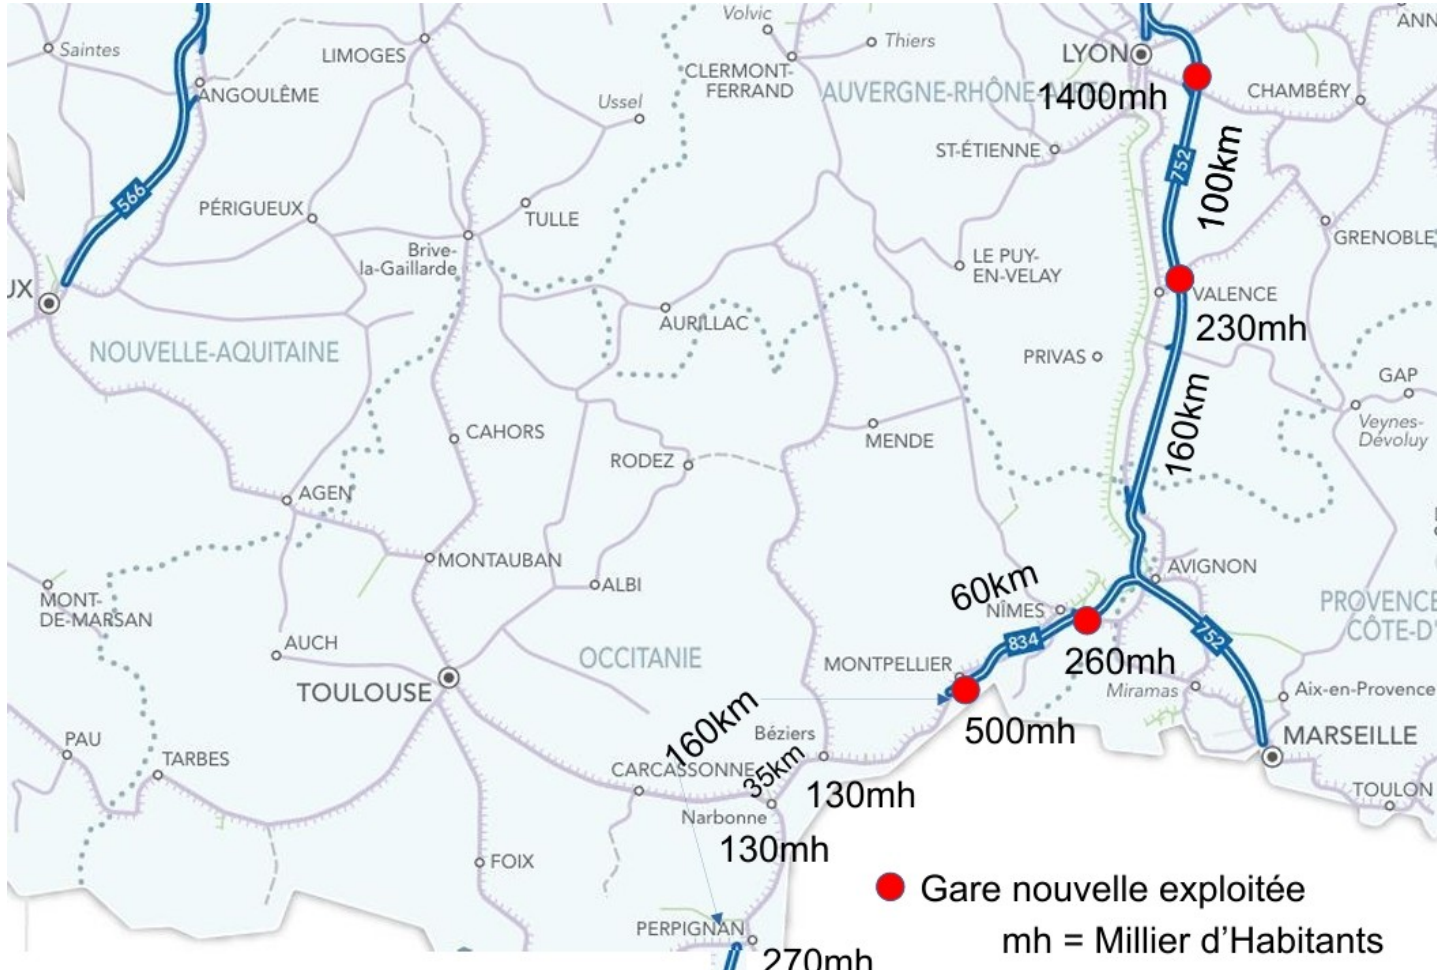 Volvic
ANN
Saintes
LIMOGES
Thiers
LYON
CLERMONT-
FERRAND
ANGOULÊME
AUVERGNE-RHÔNE-ALPES
1400mh
CHAMBÉRY
Ussel
ST-ÉTIENNE
752
100km
566
PÉRIGUEUX
TULLE
GRENOBLE
Brive-
la-Gaillarde
LE PUY-
EN-VELAY
UX
VALENCE
230mh
AURILLAC
NOUVELLE-AQUITAINE
PRIVAS
GAP
160km
Veynes-
Dévoluy
CAHORS
MENDE
RODEZ
AGEN
MONTAUBAN
AVIGNON
ALBI
60km
MONT-
DE-MARSAN
NÎMES
PROVENCE
CÔTE-D'
752
AUCH
834
OCCITANIE
MONTPELLIER
260mh
TOULOUSE
Miramas
Aix-en-Provence
160km
500mh
PAU
Béziers
MARSEILLE
TARBES
CARCASSONNE
35km
130mh
TOULON
Narbonne
130mh
FOIX
Gare nouvelle exploitée
PERPIGNAN
mh = Millier d’Habitants
270mh